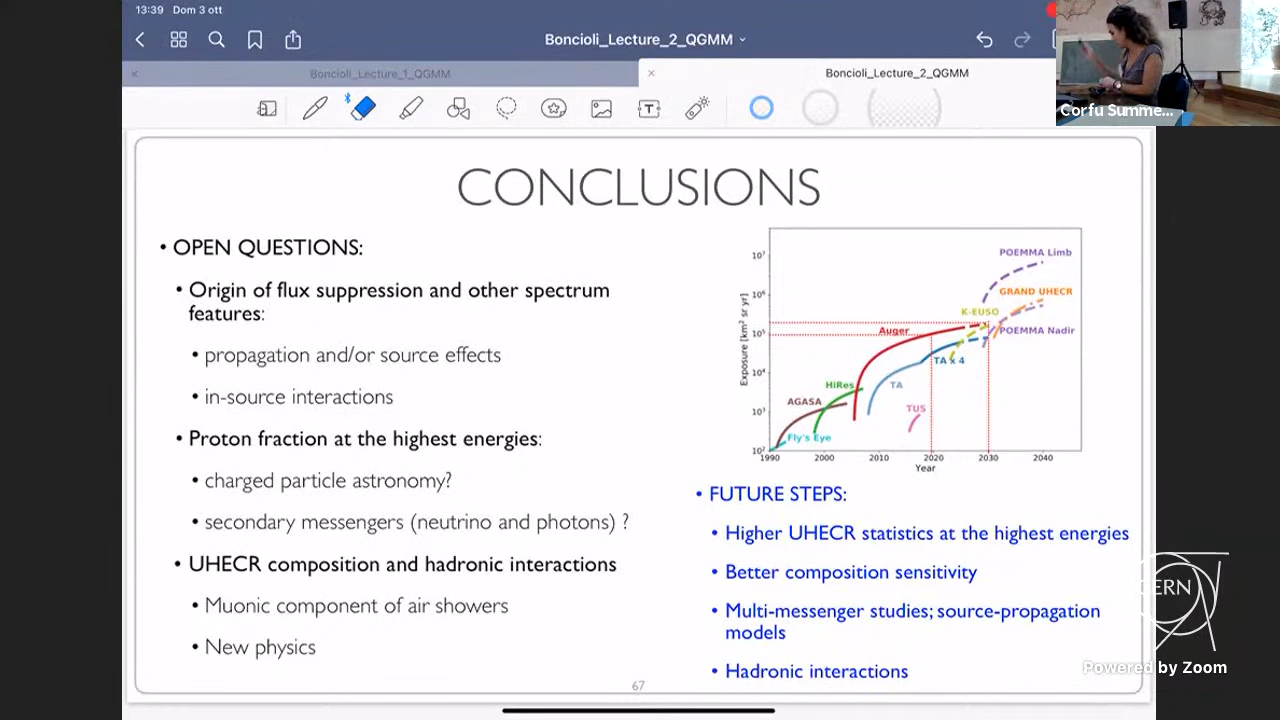 13:39 Dom 3 ott
Boncioli_Lecture_2_QGMM
Boncioli_Lecture_1_QGMM
Boncioli_Lecture_2_QGMM
Corfu Summe...
CONCLUSIONS
• OPEN QUESTIONS:
• Origin of flux suppression and other spectrum
features:
• propagation and/or source effects
• in-source interactions
• Proton fraction at the highest energies:
• charged particle astronomy?
• secondary messengers (neutrino and photons) ?
• UHECR composition and hadronic interactions
• Muonic component of air showers
• New physics
Exposure [km² sr yr]
10⁷
10⁶
10⁵
10⁴
10³
10²
POEMMA Limb
GRAND UHECR
K-EUSO
Auger
POEMMA Nadir
TA x 4
HiRes
TA
AGASA
TUS
Fly's Eye
1990 2000 2010 2020 2030 2040
Year
• FUTURE STEPS:
• Higher UHECR statistics at the highest energies
• Better composition sensitivity
• Multi-messenger studies; source-propagation
models
• Hadronic interactions
67
CERN
Powered by Zoom